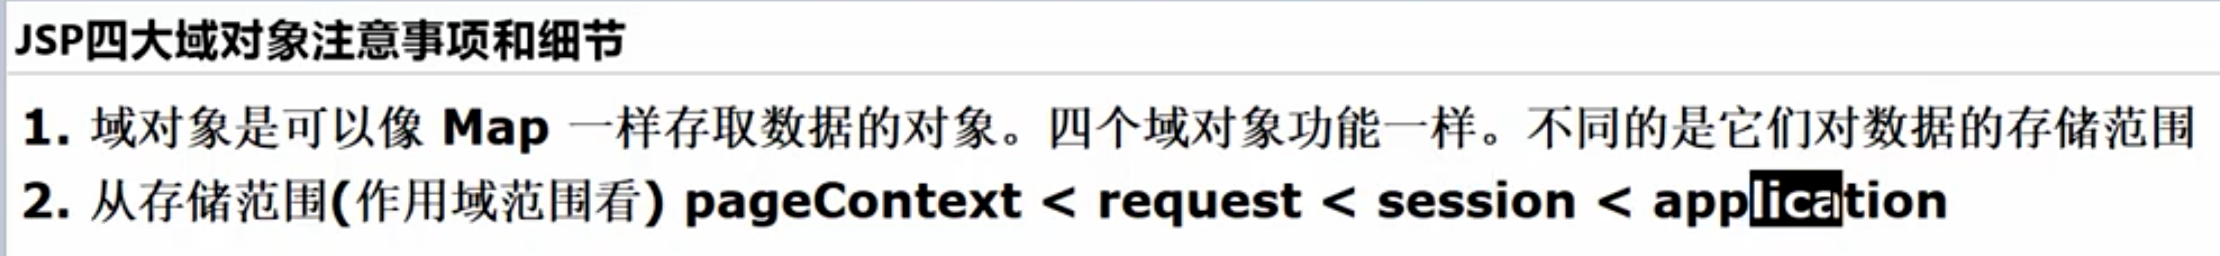 JSP四大域对象注意事项和细节
1. 域对象是可以像 Map 一样存取数据的对象。四个域对象功能一样。不同的是它们对数据的存储范围
2. 从存储范围(作用域范围看) pageContext < request < session < application